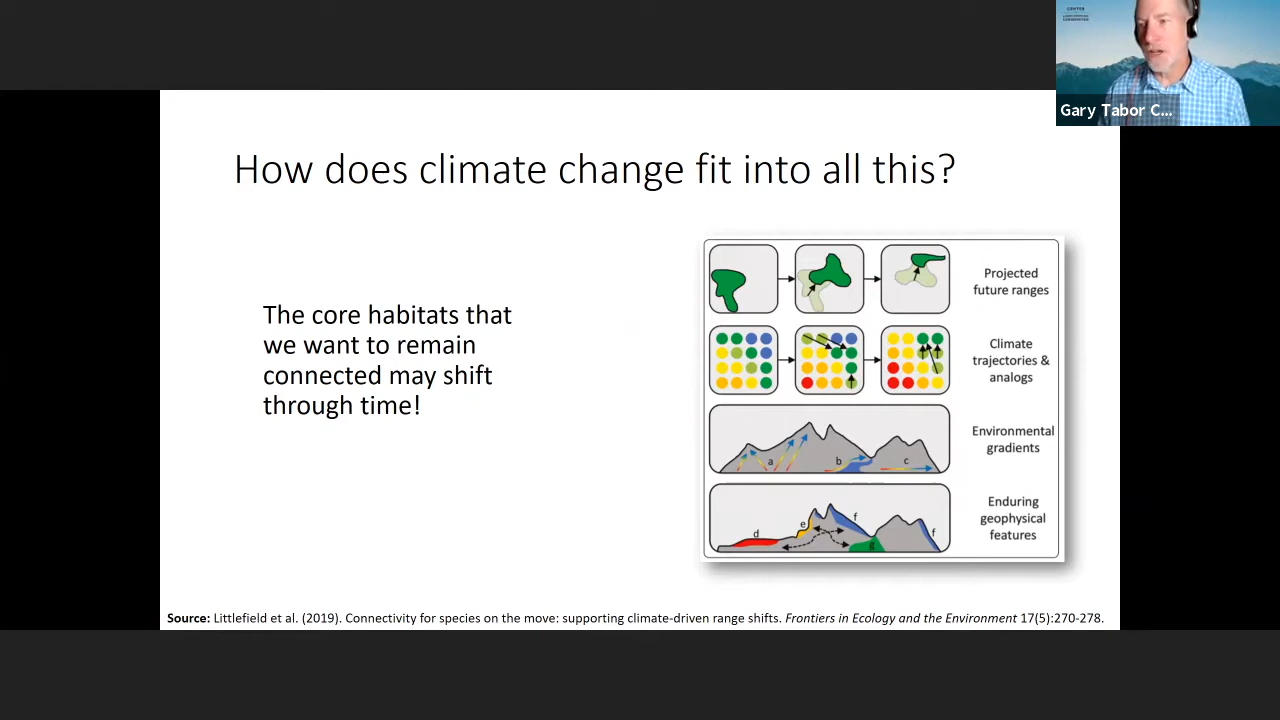 CENTER
Gary Tabor C...
How does climate change fit into all this?
The core habitats that
we want to remain
connected may shift
through time!
Projected
future ranges
Climate
trajectories &
analogs
a
b
c
Environmental
gradients
d
e
f
g
f
Enduring
geophysical
features
Source: Littlefield et al. (2019). Connectivity for species on the move: supporting climate-driven range shifts. Frontiers in Ecology and the Environment 17(5):270-278.